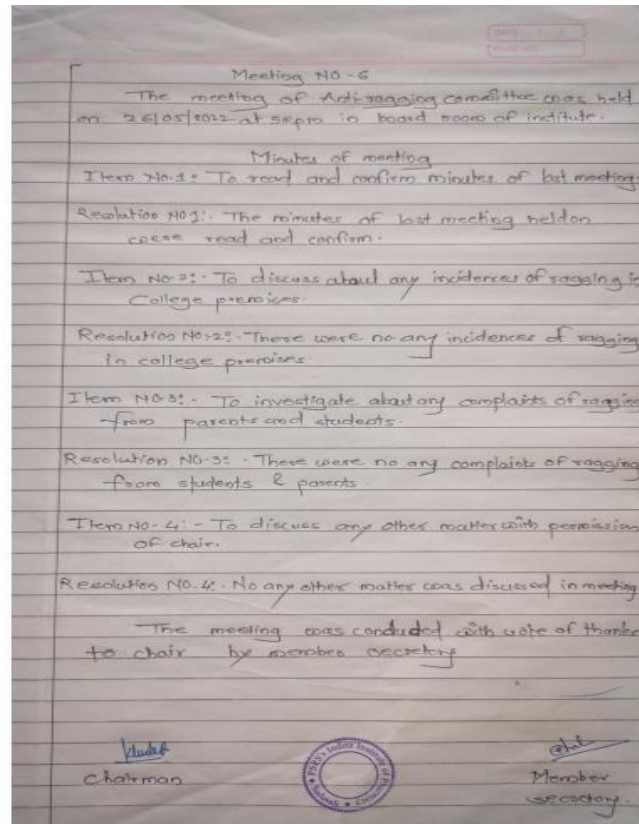 Meeting NO - 6
The meeting of Anti-ragging committee was held
on 26/05/2022 at 5:00pm in board room of institute.
Minutes of meeting
Item No.1: To read and confirm minutes of last meeting.
Resolution NO 1:- The minutes of last meeting held on
were read and confirm.
Item No-2:- To discuss about any incidences of ragging in
College premises.
Resolution No:-2:- There were no any incidences of ragging
in college premises.
Item NO-3:- To investigate about any complaints of ragging
from parents and students.
Resolution NO-3:- There were no any complaints of ragging
from students & parents.
Item NO- 4:- To discuss any other matter with permission
of chair.
Resolution NO.4:- No any other matter was discussed in meeting
The meeting was concluded with vote of thanks
to chair by member secretary
Chairman
Member
secretary.